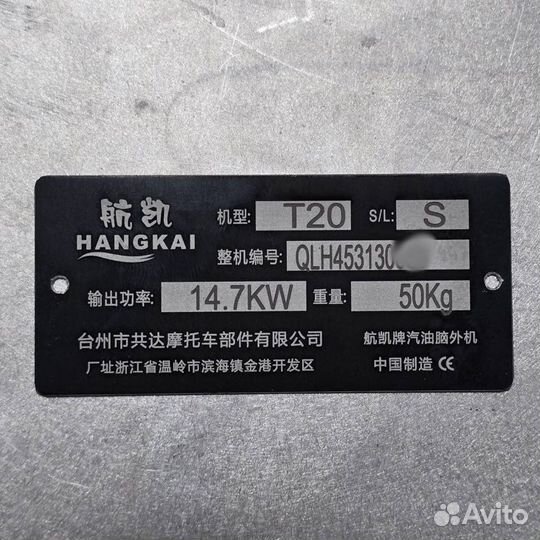 航凯 HANGKAI
机型: T20 S/L: S
整机编号: QLH453130
输出功率: 14.7KW 重量: 50Kg
台州市共达摩托车部件有限公司 航凯牌汽油脑外机
厂址浙江省温岭市滨海镇金港开发区 中国制造 CE
Avito